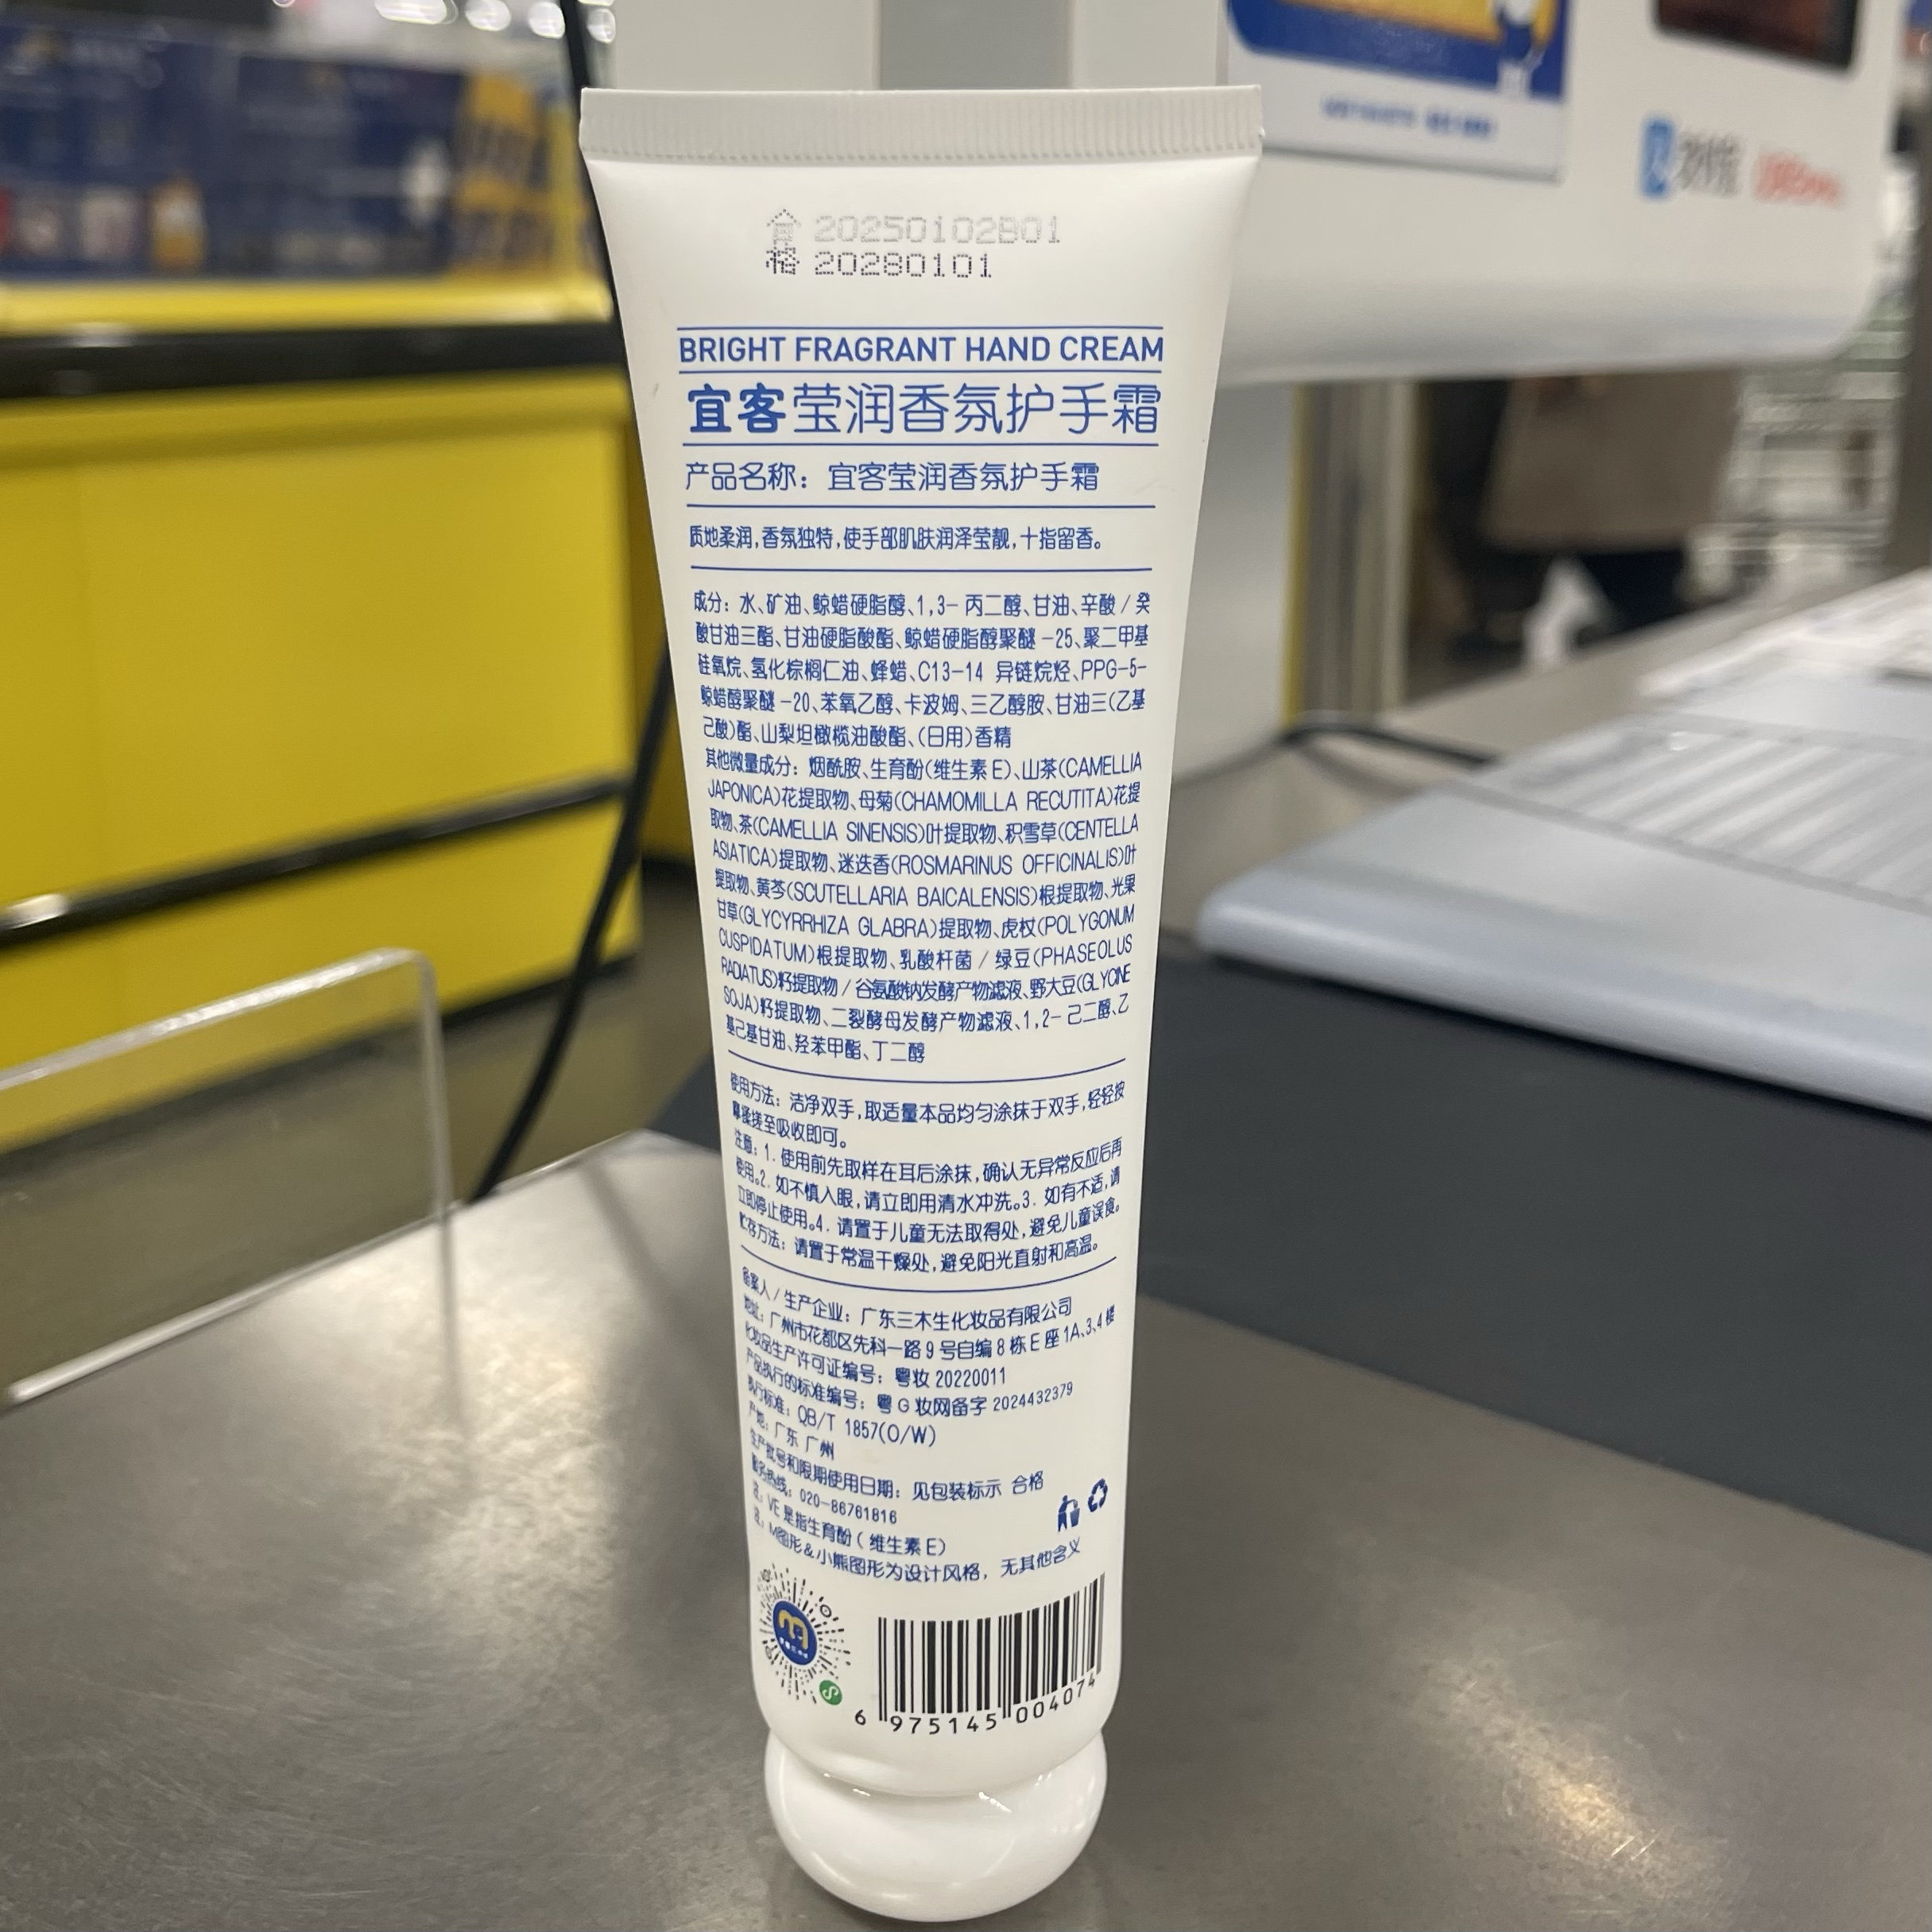 合 20250102B01
格 20280101
BRIGHT FRAGRANT HAND CREAM
宜客莹润香氛护手霜
产品名称：宜客莹润香氛护手霜
质地柔润,香氛独特,使手部肌肤润泽莹靓,十指留香。
成分：水、矿油、鲸蜡硬脂醇、1,3-丙二醇、甘油、辛酸/癸
酸甘油三酯、甘油硬脂酸酯、鲸蜡硬脂醇聚醚-25、聚二甲基
硅氧烷、氢化棕榈仁油、蜂蜡、C13-14 异链烷烃、PPG-5-
鲸蜡醇聚醚-20、苯氧乙醇、卡波姆、三乙醇胺、甘油三(乙基
己酸)酯、山梨坦橄榄油酸酯、(日用)香精
其他微量成分：烟酰胺、生育酚(维生素E)、山茶(CAMELLIA
JAPONICA)花提取物、母菊(CHAMOMILLA RECUTITA)花提
取物、茶(CAMELLIA SINENSIS)叶提取物、积雪草(CENTELLA
ASIATICA)提取物、迷迭香(ROSMARINUS OFFICINALIS)叶
提取物、黄芩(SCUTELLARIA BAICALENSIS)根提取物、光果
甘草(GLYCYRRHIZA GLABRA)提取物、虎杖(POLYGONUM
CUSPIDATUM)根提取物、乳酸杆菌/绿豆(PHASEOLUS
RADIATUS)籽提取物/谷氨酸钠发酵产物滤液、野大豆(GLYCINE
SOJA)籽提取物、二裂酵母发酵产物滤液、1,2-己二醇、乙
基己基甘油、羟苯甲酯、丁二醇
使用方法：洁净双手,取适量本品均匀涂抹于双手,轻轻按
摩揉搓至吸收即可。
注意：1.使用前先取样在耳后涂抹,确认无异常反应后再
使用。2.如不慎入眼,请立即用清水冲洗。3.如有不适,请
立即停止使用。4.请置于儿童无法取得处,避免儿童误食。
贮存方法：请置于常温干燥处,避免阳光直射和高温。
备案人/生产企业：广东三木生化妆品有限公司
地址：广州市花都区先科一路9号自编8栋E座1A、3、4楼
化妆品生产许可证编号：粤妆20220011
产品执行的标准编号：粤G妆网备字2024432379
执行标准：QB/T 1857(O/W)
产地：广东 广州
生产批号和限期使用日期：见包装标示 合格
服务热线：020-86761816
注：VE是指生育酚(维生素E)
注：M图形&小熊图形为设计风格，无其他含义
6 975145 004074